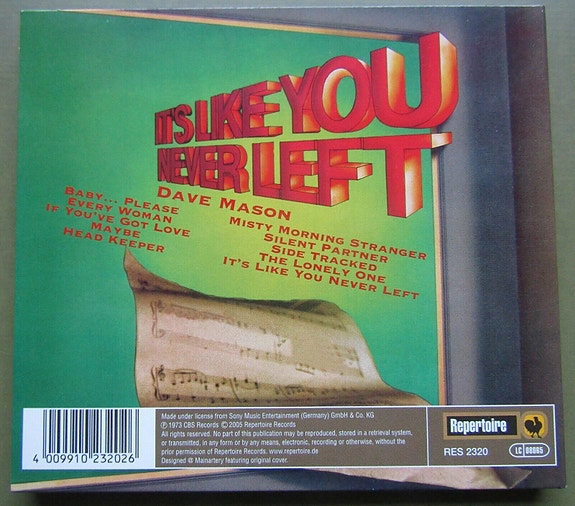 IT'S LIKE YOU
NEVER LEFT
DAVE MASON
BABY... PLEASE
EVERY WOMAN
IF YOU'VE GOT LOVE
MAYBE
HEAD KEEPER
MISTY MORNING STRANGER
SILENT PARTNER
SIDE TRACKED
THE LONELY ONE
IT'S LIKE YOU NEVER LEFT
4 009910 232026
Made under license from Sony Music Entertainment (Germany) GmbH & Co. KG
℗ 1973 CBS Records © 2005 Repertoire Records
All rights reserved. No part of this publication may be reproduced, stored in a retrieval system,
or transmitted, in any form or by any means, electronic, recording or otherwise, without the
prior permission of Repertoire Records. www.repertoire.de
Designed @ Mainartery featuring original cover.
Repertoire
RES 2320
LC 08865